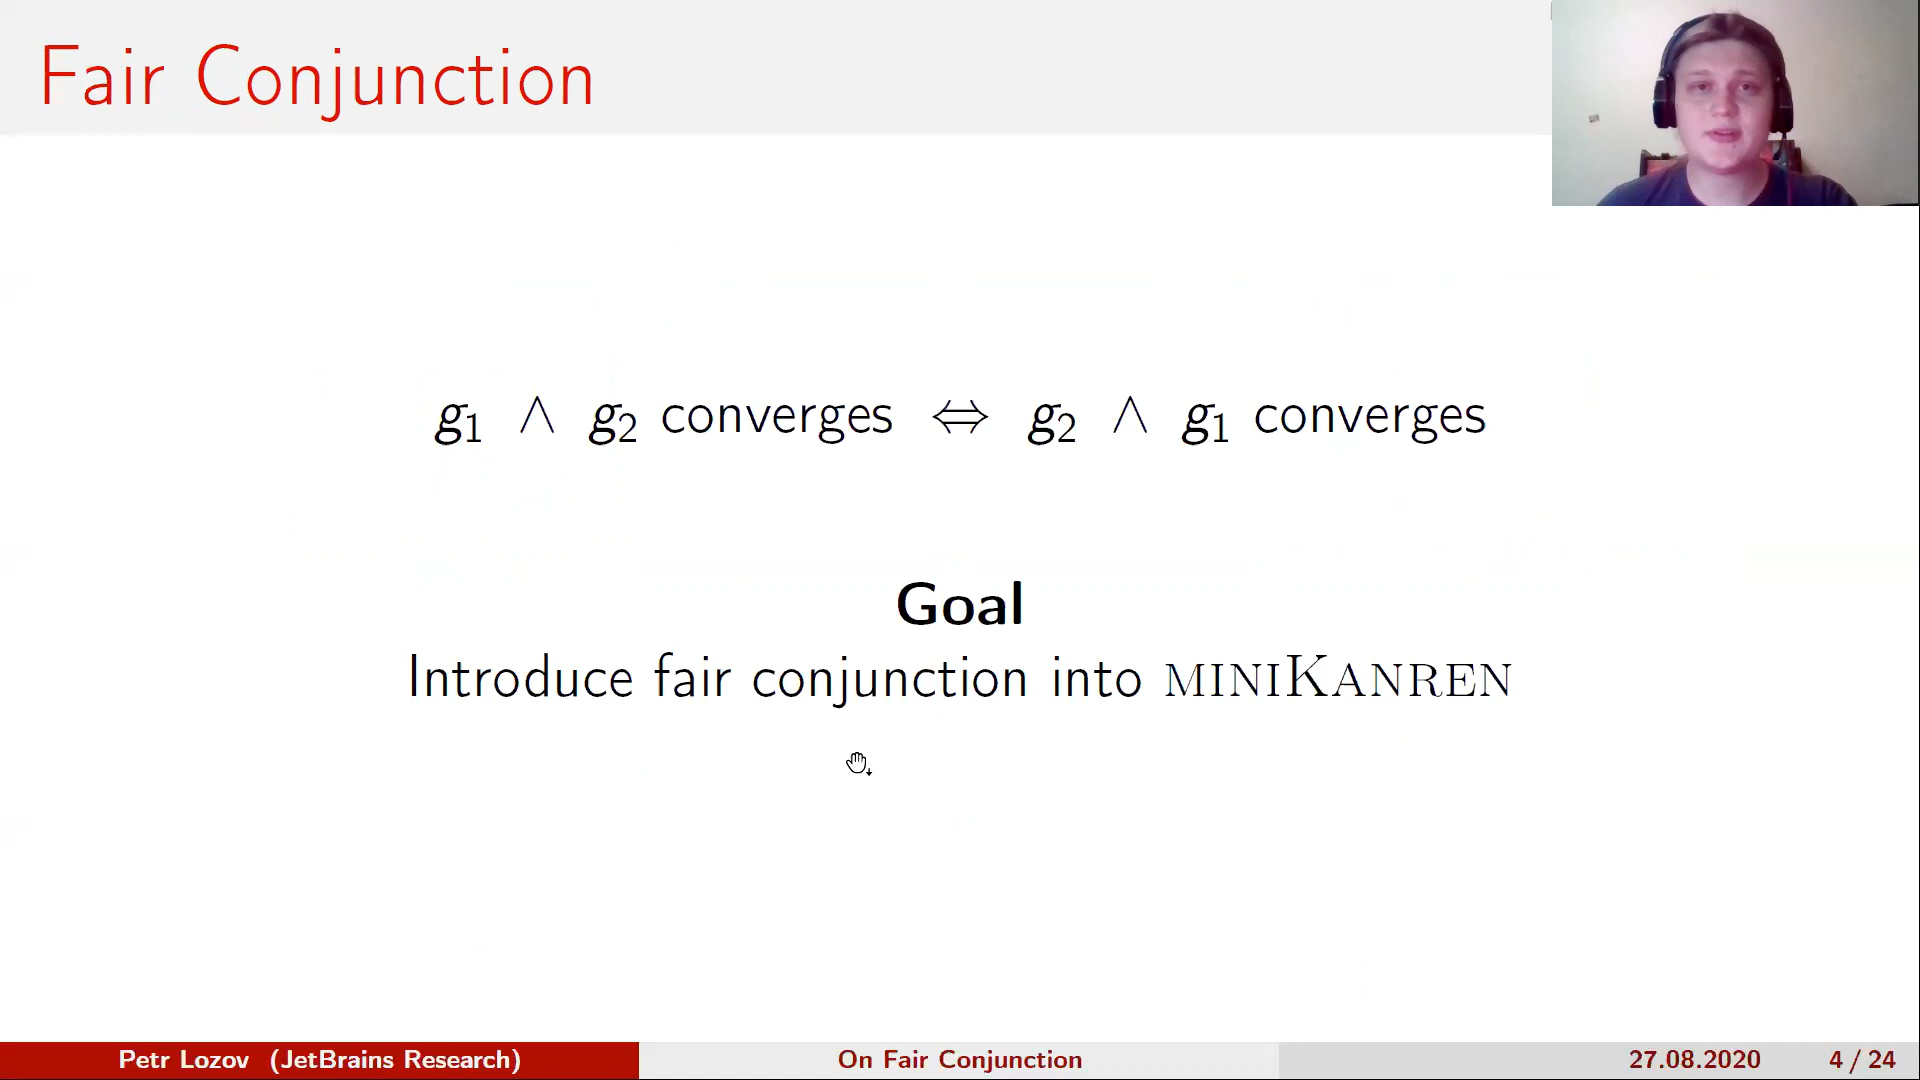 Fair Conjunction
g₁ ∧ g₂ converges ⇔ g₂ ∧ g₁ converges
Goal
Introduce fair conjunction into MINIKANREN
Petr Lozov (JetBrains Research) On Fair Conjunction 27.08.2020 4 / 24